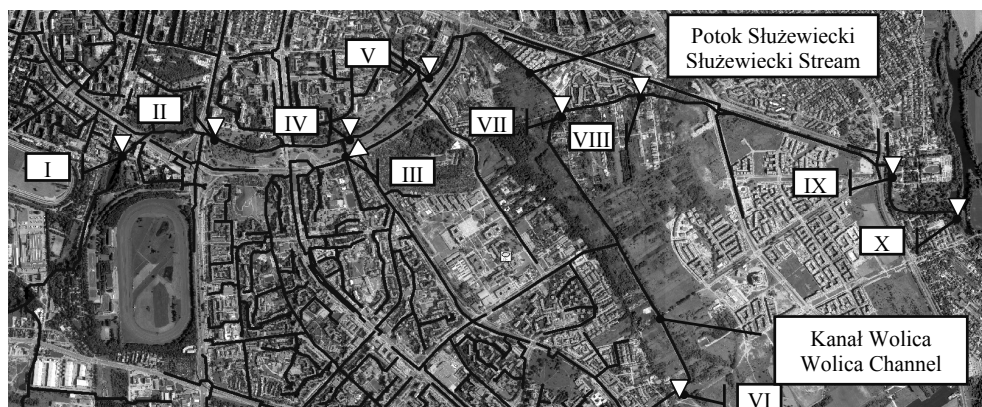 Potok Służewiecki
Służewiecki Stream
V
II
IV
VII
VIII
I
III
IX
X
Kanał Wolica
Wolica Channel
VI